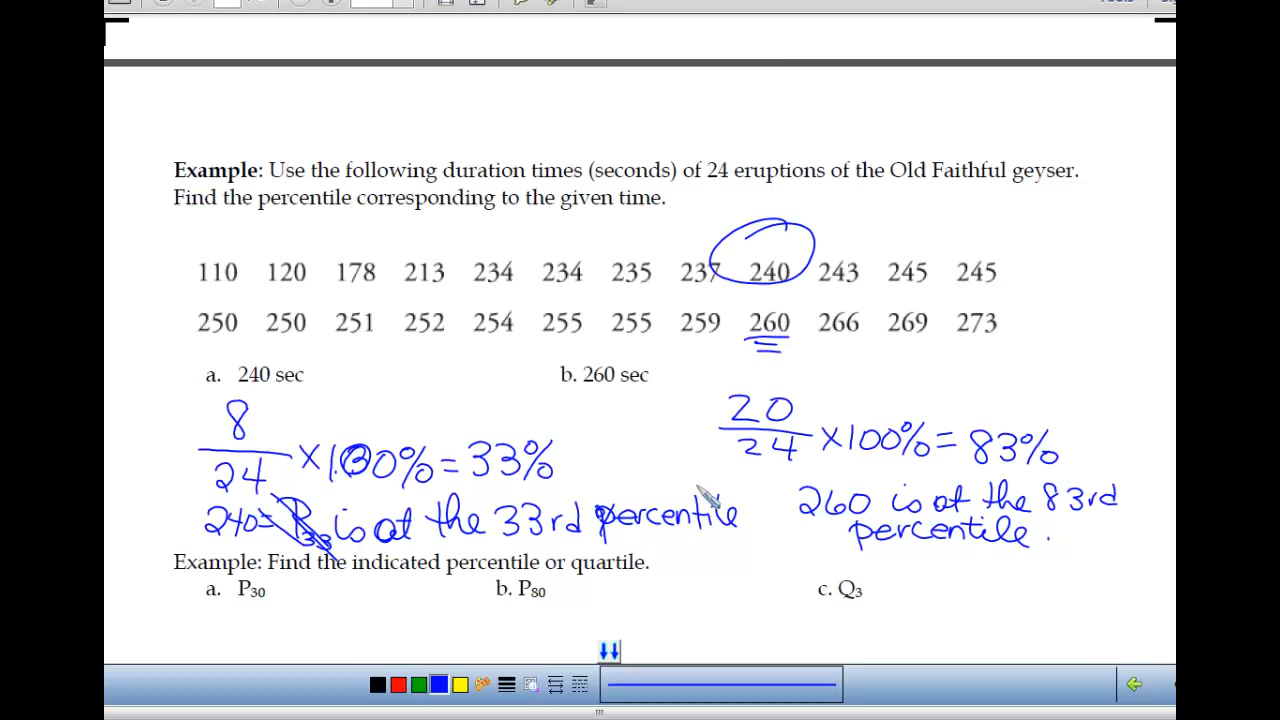 Example: Use the following duration times (seconds) of 24 eruptions of the Old Faithful geyser.
Find the percentile corresponding to the given time.
110 120 178 213 234 234 235 237 240 243 245 245
250 250 251 252 254 255 255 259 260 266 269 273
a. 240 sec b. 260 sec
8/24 × 100% = 33%
20/24 × 100% = 83%
240 = P33 is at the 33rd percentile
260 is at the 83rd
percentile.
Example: Find the indicated percentile or quartile.
a. P30 b. P80 c. Q3